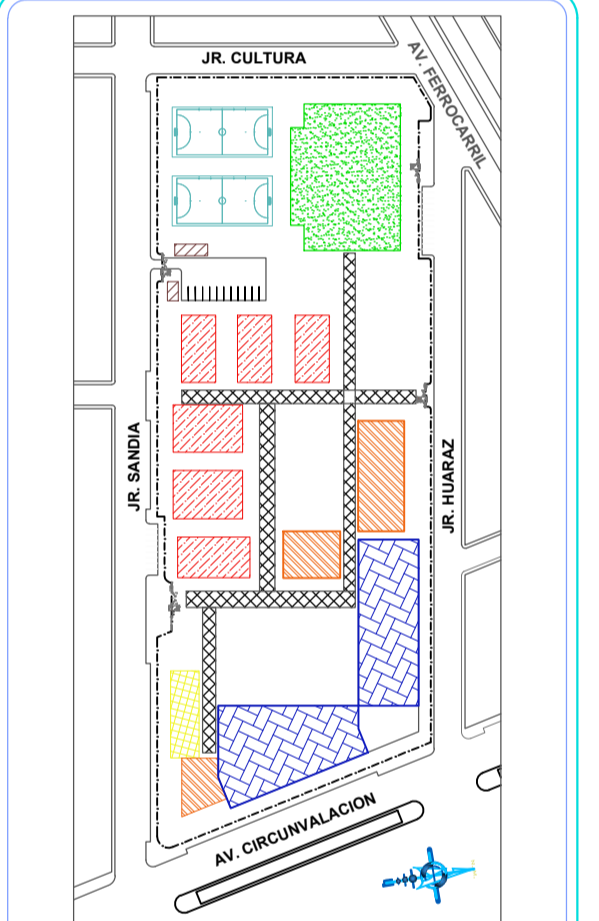 JR. CULTURA
AV. FERROCARRIL
JR. SANDIA
JR. HUARAZ
AV. CIRCUNVALACION